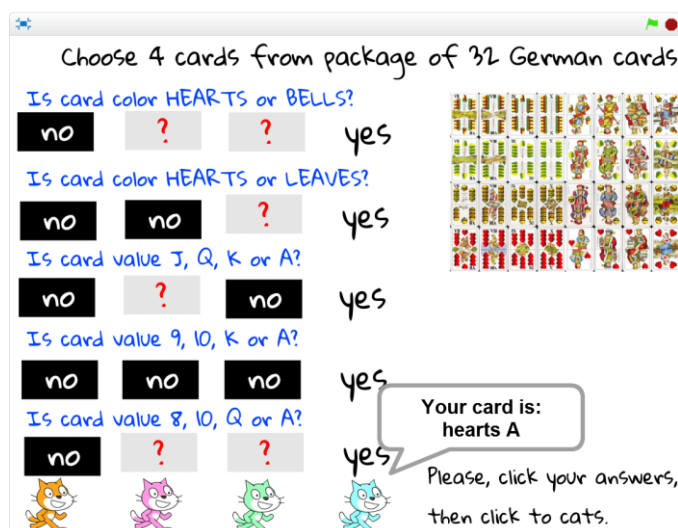 Choose 4 cards from package of 32 German cards
Is card color HEARTS or BELLS?
no ? ? yes
Is card color HEARTS or LEAVES?
no no ? yes
Is card value J, Q, K or A?
no ? no yes
Is card value 9, 10, K or A?
no no no yes
Is card value 8, 10, Q or A?
no ? ? yes
Your card is:
hearts A
Please, click your answers,
then click to cats.